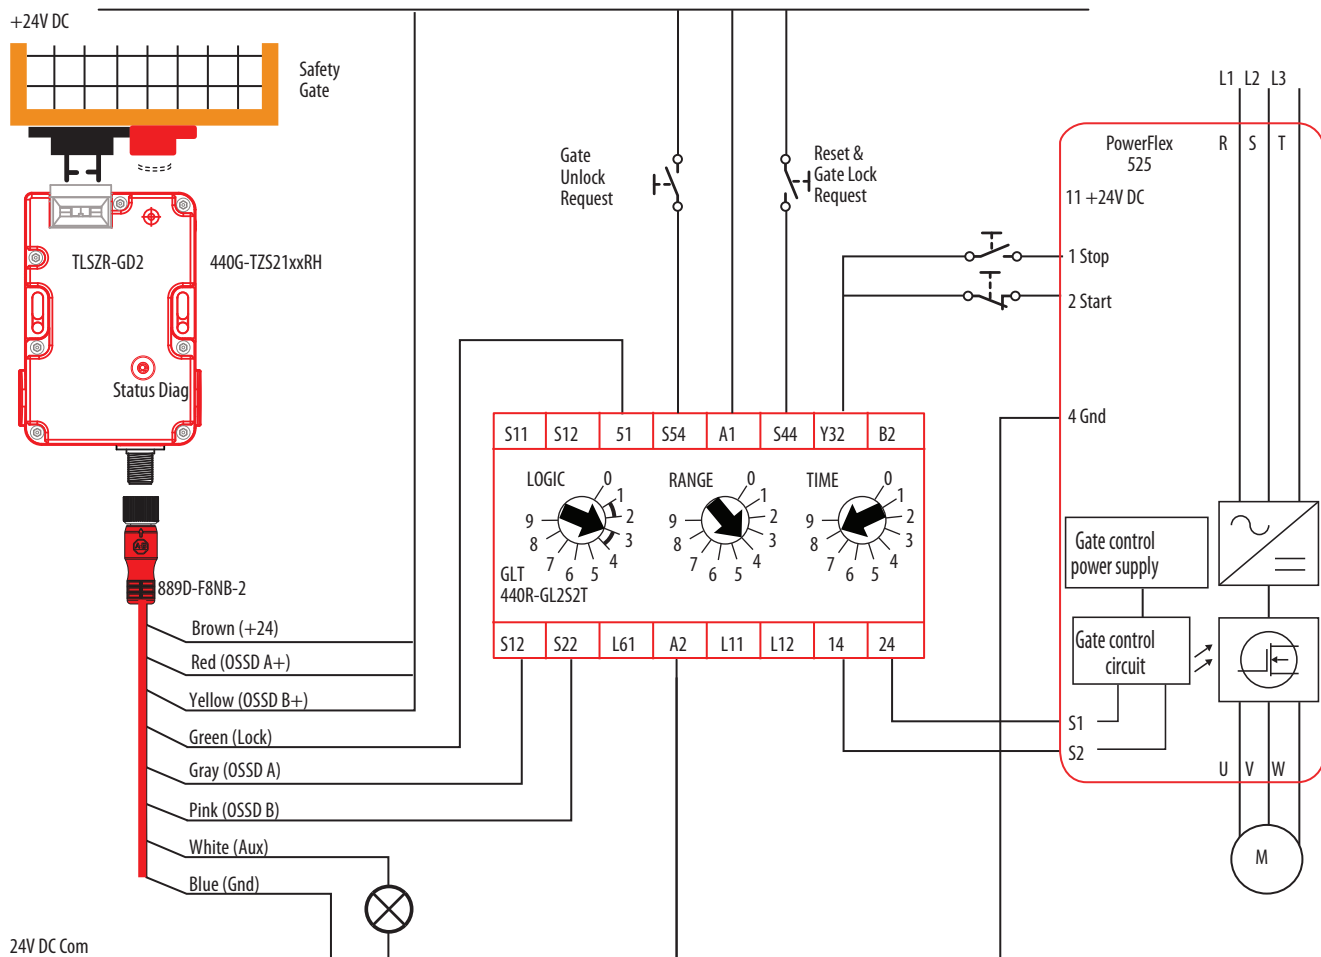 +24V DC
Safety
Gate
L1 L2 L3
PowerFlex
525
R S T
11 +24V DC
Gate
Unlock
Request
Reset &
Gate Lock
Request
TLSZR-GD2
440G-TZS21xxRH
1 Stop
2 Start
Status Diag
4 Gnd
S11 S12 51 S54 A1 S44 Y32 B2
LOGIC
0
1
2
3
4
5
6
7
8
9
RANGE
0
1
2
3
4
5
6
7
8
9
TIME
0
1
2
3
4
5
6
7
8
9
GLT
440R-GL2S2T
Gate control
power supply
AB
889D-F8NB-2
Brown (+24)
Red (OSSD A+)
Yellow (OSSD B+)
Green (Lock)
Gray (OSSD A)
Pink (OSSD B)
White (Aux)
Blue (Gnd)
S12 S22 L61 A2 L11 L12 14 24
Gate control
circuit
S1
S2
U V W
M
24V DC Com